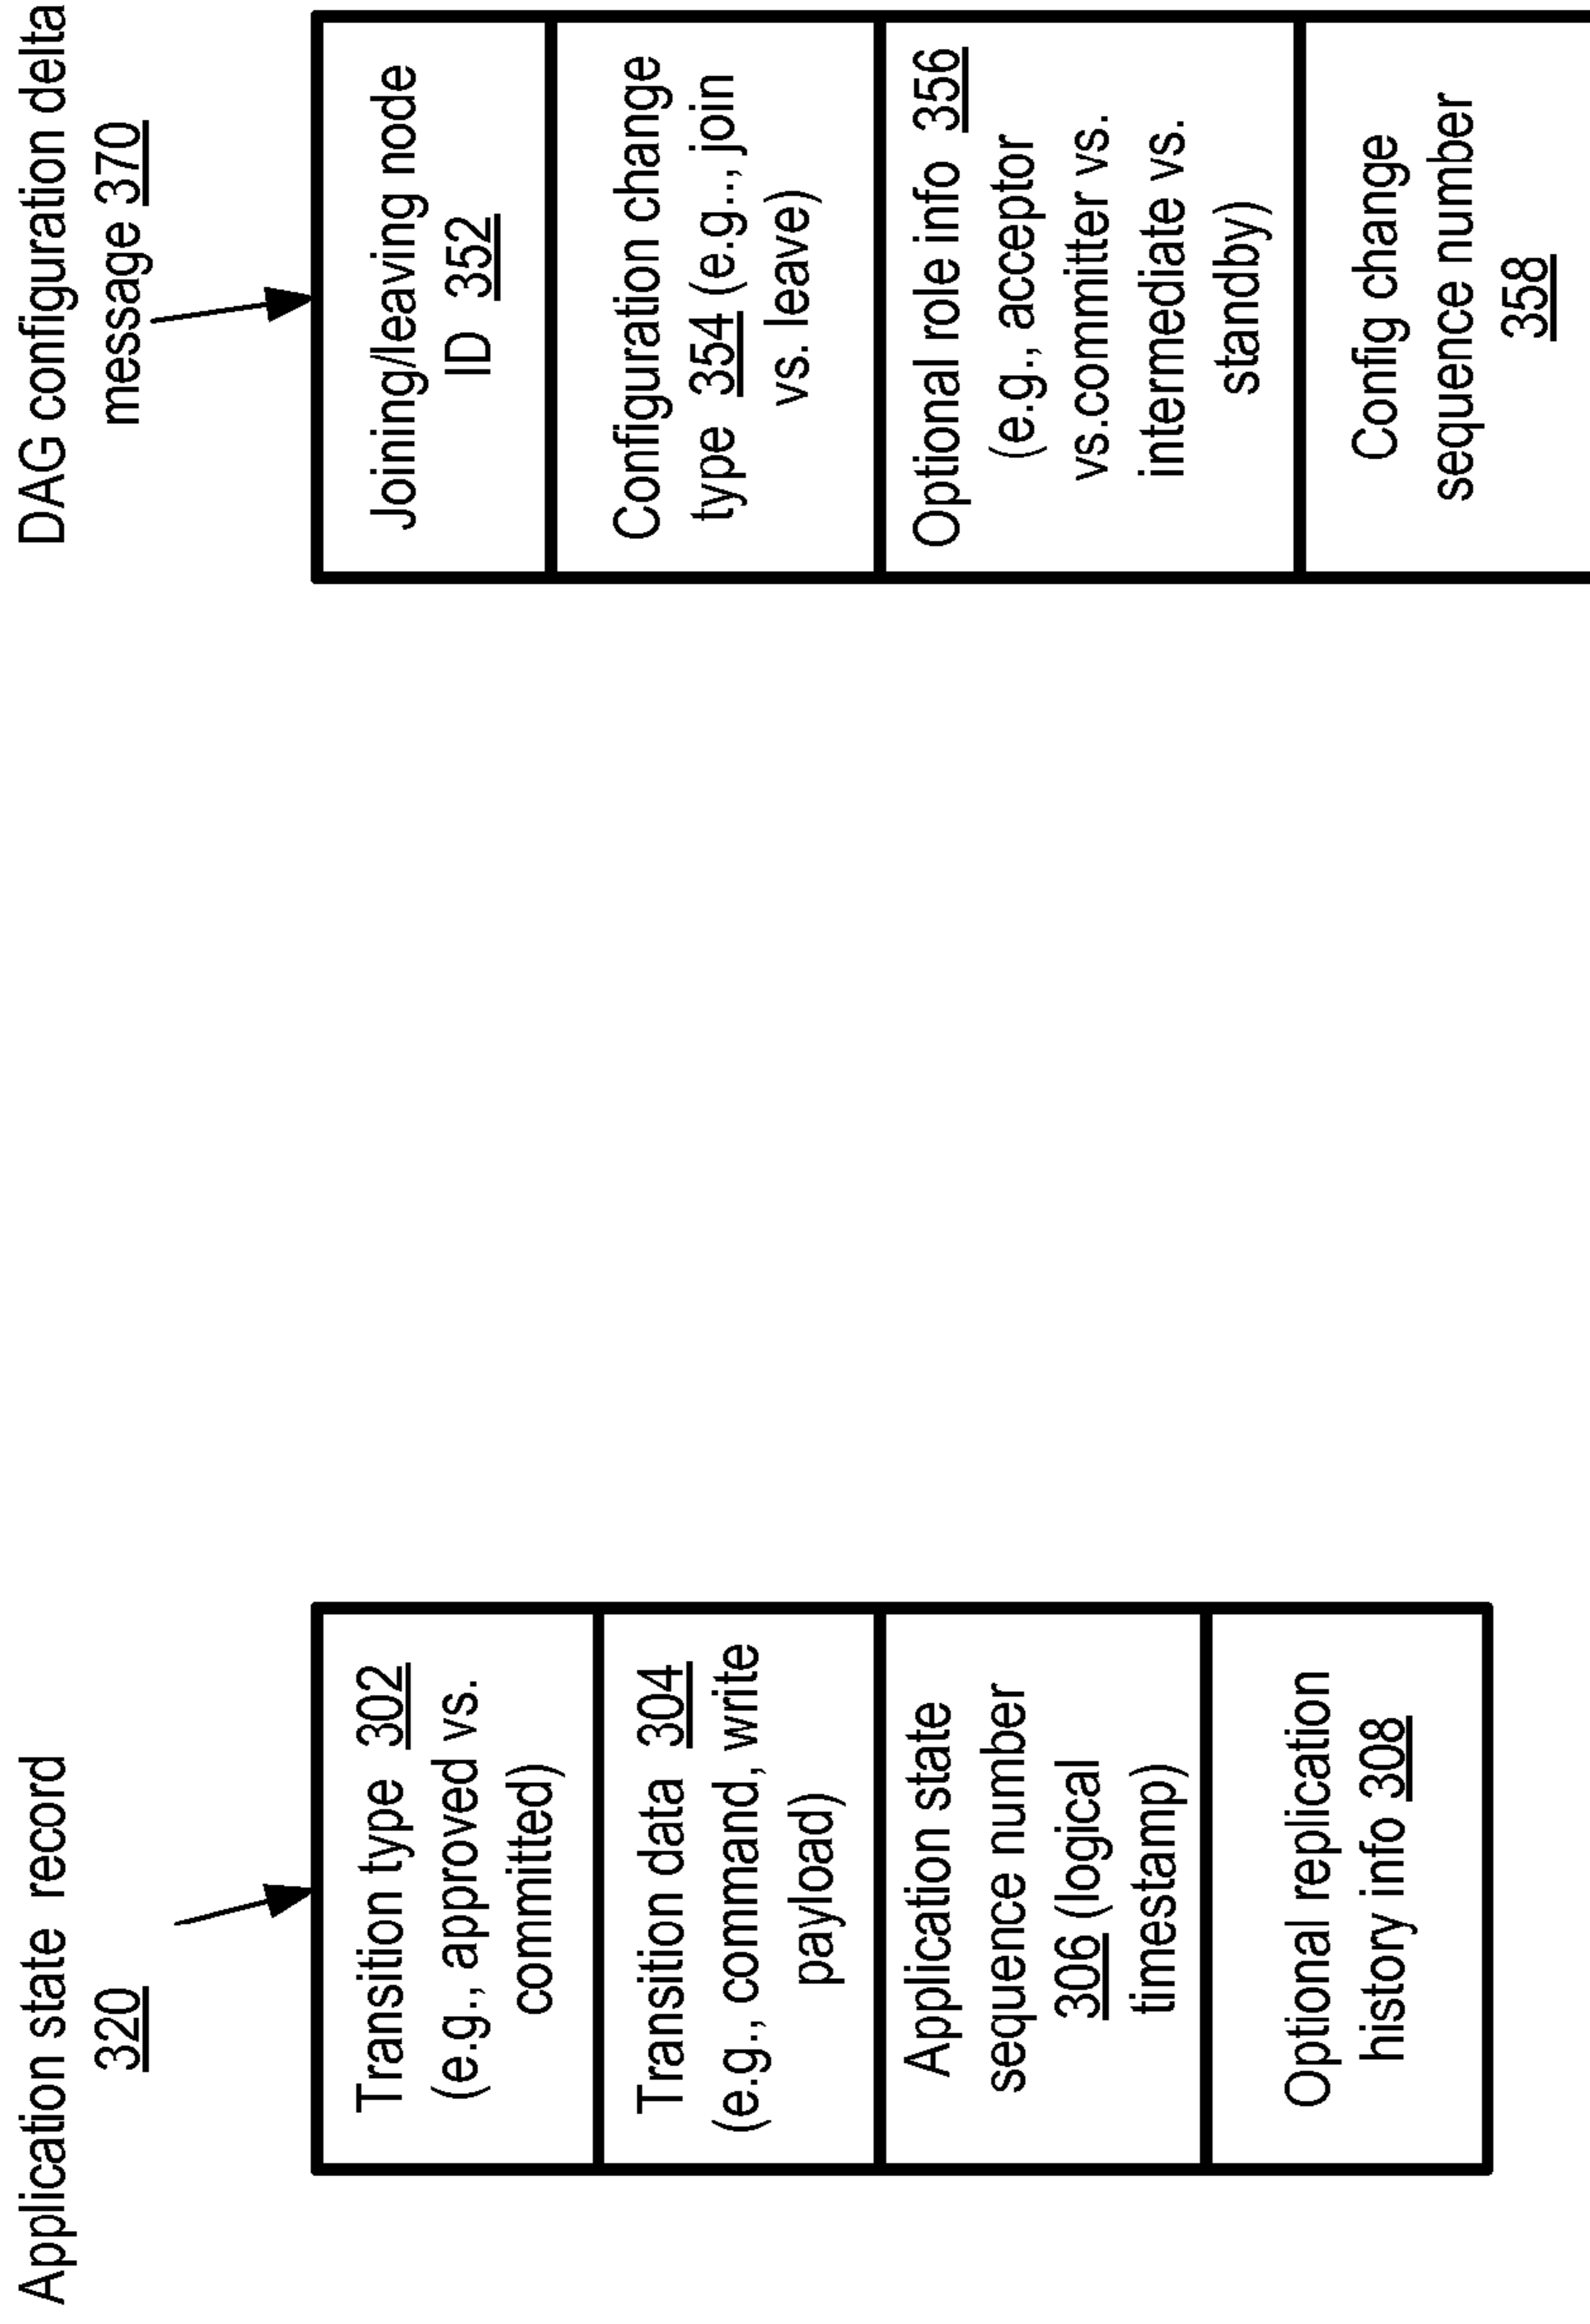 Application state record
320
Transition type 302
(e.g., approved vs.
committed)
Transition data 304
(e.g., command, write
payload)
Application state
sequence number
306 (logical
timestamp)
Optional replication
history info 308
DAG configuration delta
message 370
Joining/leaving node
ID 352
Configuration change
type 354 (e.g.., join
vs. leave)
Optional role info 356
(e.g., acceptor
vs.committer vs.
intermediate vs.
standby)
Config change
sequence number
358